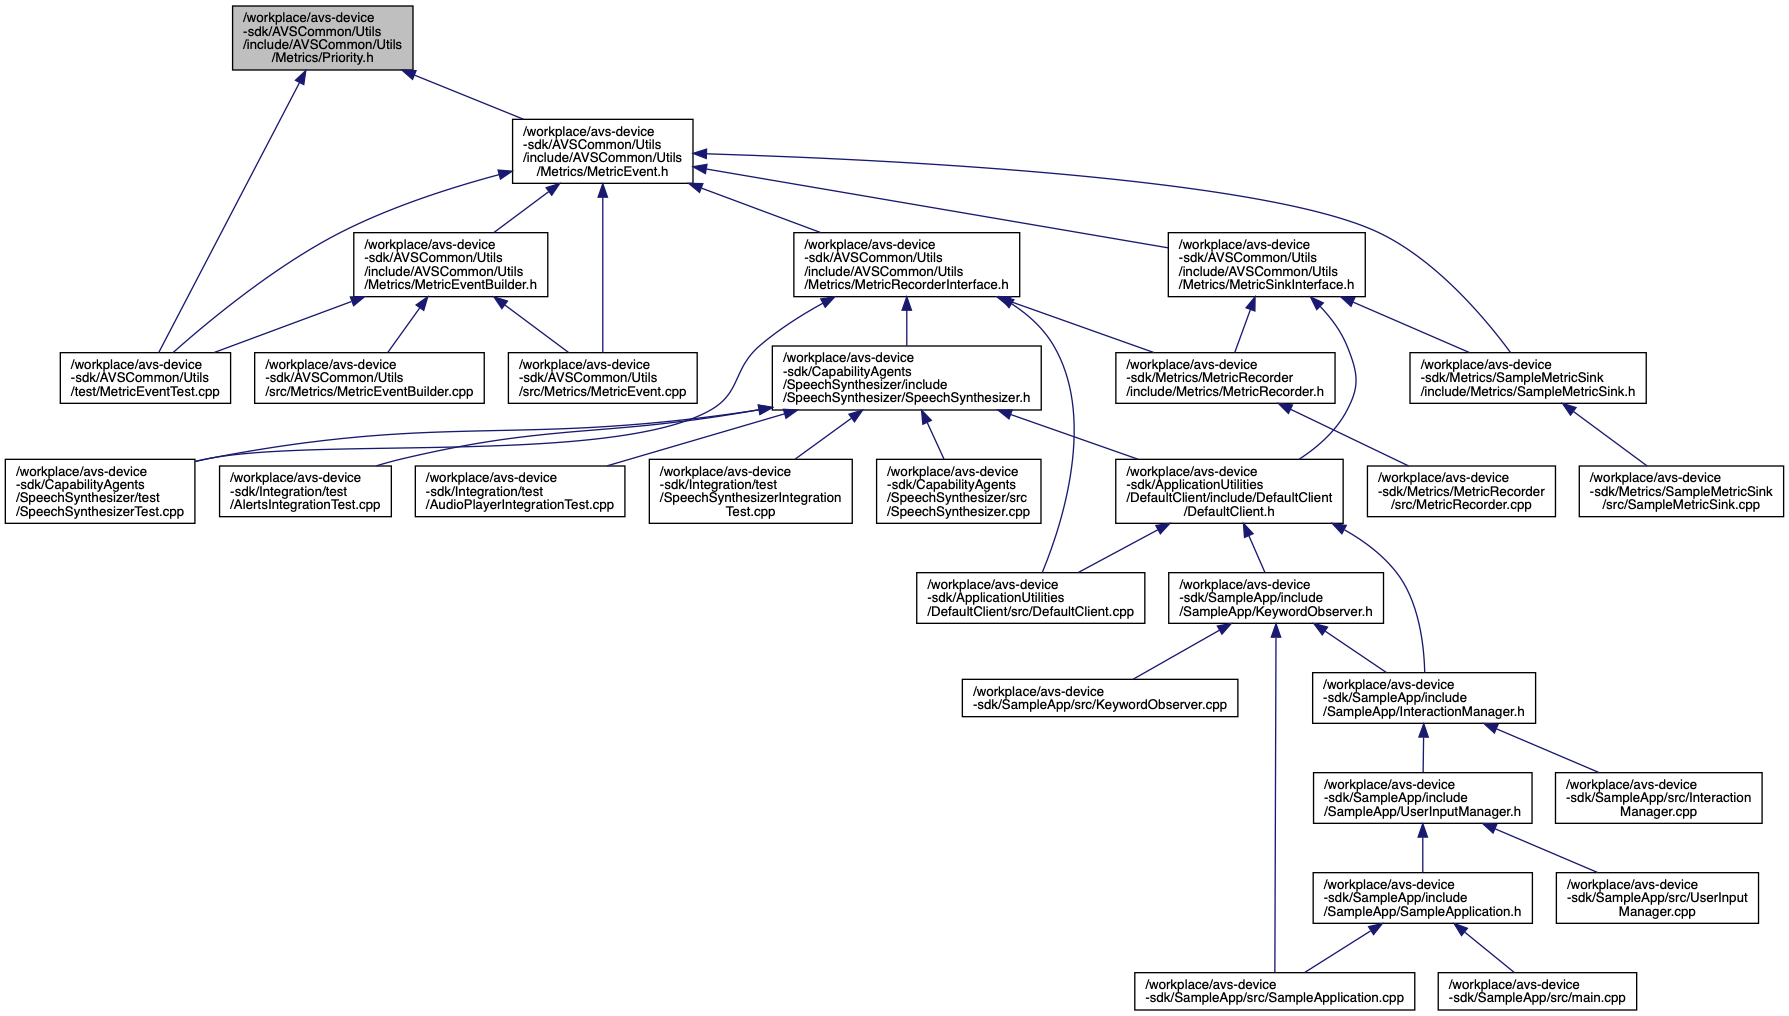 /workplace/avs-device
-sdk/AVSCommon/Utils
/include/AVSCommon/Utils
/Metrics/Priority.h
/workplace/avs-device
-sdk/AVSCommon/Utils
/include/AVSCommon/Utils
/Metrics/MetricEvent.h
/workplace/avs-device
-sdk/AVSCommon/Utils
/include/AVSCommon/Utils
/Metrics/MetricEventBuilder.h
/workplace/avs-device
-sdk/AVSCommon/Utils
/include/AVSCommon/Utils
/Metrics/MetricRecorderInterface.h
/workplace/avs-device
-sdk/AVSCommon/Utils
/include/AVSCommon/Utils
/Metrics/MetricSinkInterface.h
/workplace/avs-device
-sdk/AVSCommon/Utils
/test/MetricEventTest.cpp
/workplace/avs-device
-sdk/AVSCommon/Utils
/src/Metrics/MetricEventBuilder.cpp
/workplace/avs-device
-sdk/AVSCommon/Utils
/src/Metrics/MetricEvent.cpp
/workplace/avs-device
-sdk/CapabilityAgents
/SpeechSynthesizer/include
/SpeechSynthesizer/SpeechSynthesizer.h
/workplace/avs-device
-sdk/Metrics/MetricRecorder
/include/Metrics/MetricRecorder.h
/workplace/avs-device
-sdk/Metrics/SampleMetricSink
/include/Metrics/SampleMetricSink.h
/workplace/avs-device
-sdk/CapabilityAgents
/SpeechSynthesizer/test
/SpeechSynthesizerTest.cpp
/workplace/avs-device
-sdk/Integration/test
/AlertsIntegrationTest.cpp
/workplace/avs-device
-sdk/Integration/test
/AudioPlayerIntegrationTest.cpp
/workplace/avs-device
-sdk/Integration/test
/SpeechSynthesizerIntegration
Test.cpp
/workplace/avs-device
-sdk/CapabilityAgents
/SpeechSynthesizer/src
/SpeechSynthesizer.cpp
/workplace/avs-device
-sdk/ApplicationUtilities
/DefaultClient/include/DefaultClient
/DefaultClient.h
/workplace/avs-device
-sdk/Metrics/MetricRecorder
/src/MetricRecorder.cpp
/workplace/avs-device
-sdk/Metrics/SampleMetricSink
/src/SampleMetricSink.cpp
/workplace/avs-device
-sdk/ApplicationUtilities
/DefaultClient/src/DefaultClient.cpp
/workplace/avs-device
-sdk/SampleApp/include
/SampleApp/KeywordObserver.h
/workplace/avs-device
-sdk/SampleApp/src/KeywordObserver.cpp
/workplace/avs-device
-sdk/SampleApp/include
/SampleApp/InteractionManager.h
/workplace/avs-device
-sdk/SampleApp/include
/SampleApp/UserInputManager.h
/workplace/avs-device
-sdk/SampleApp/src/Interaction
Manager.cpp
/workplace/avs-device
-sdk/SampleApp/include
/SampleApp/SampleApplication.h
/workplace/avs-device
-sdk/SampleApp/src/UserInput
Manager.cpp
/workplace/avs-device
-sdk/SampleApp/src/SampleApplication.cpp
/workplace/avs-device
-sdk/SampleApp/src/main.cpp